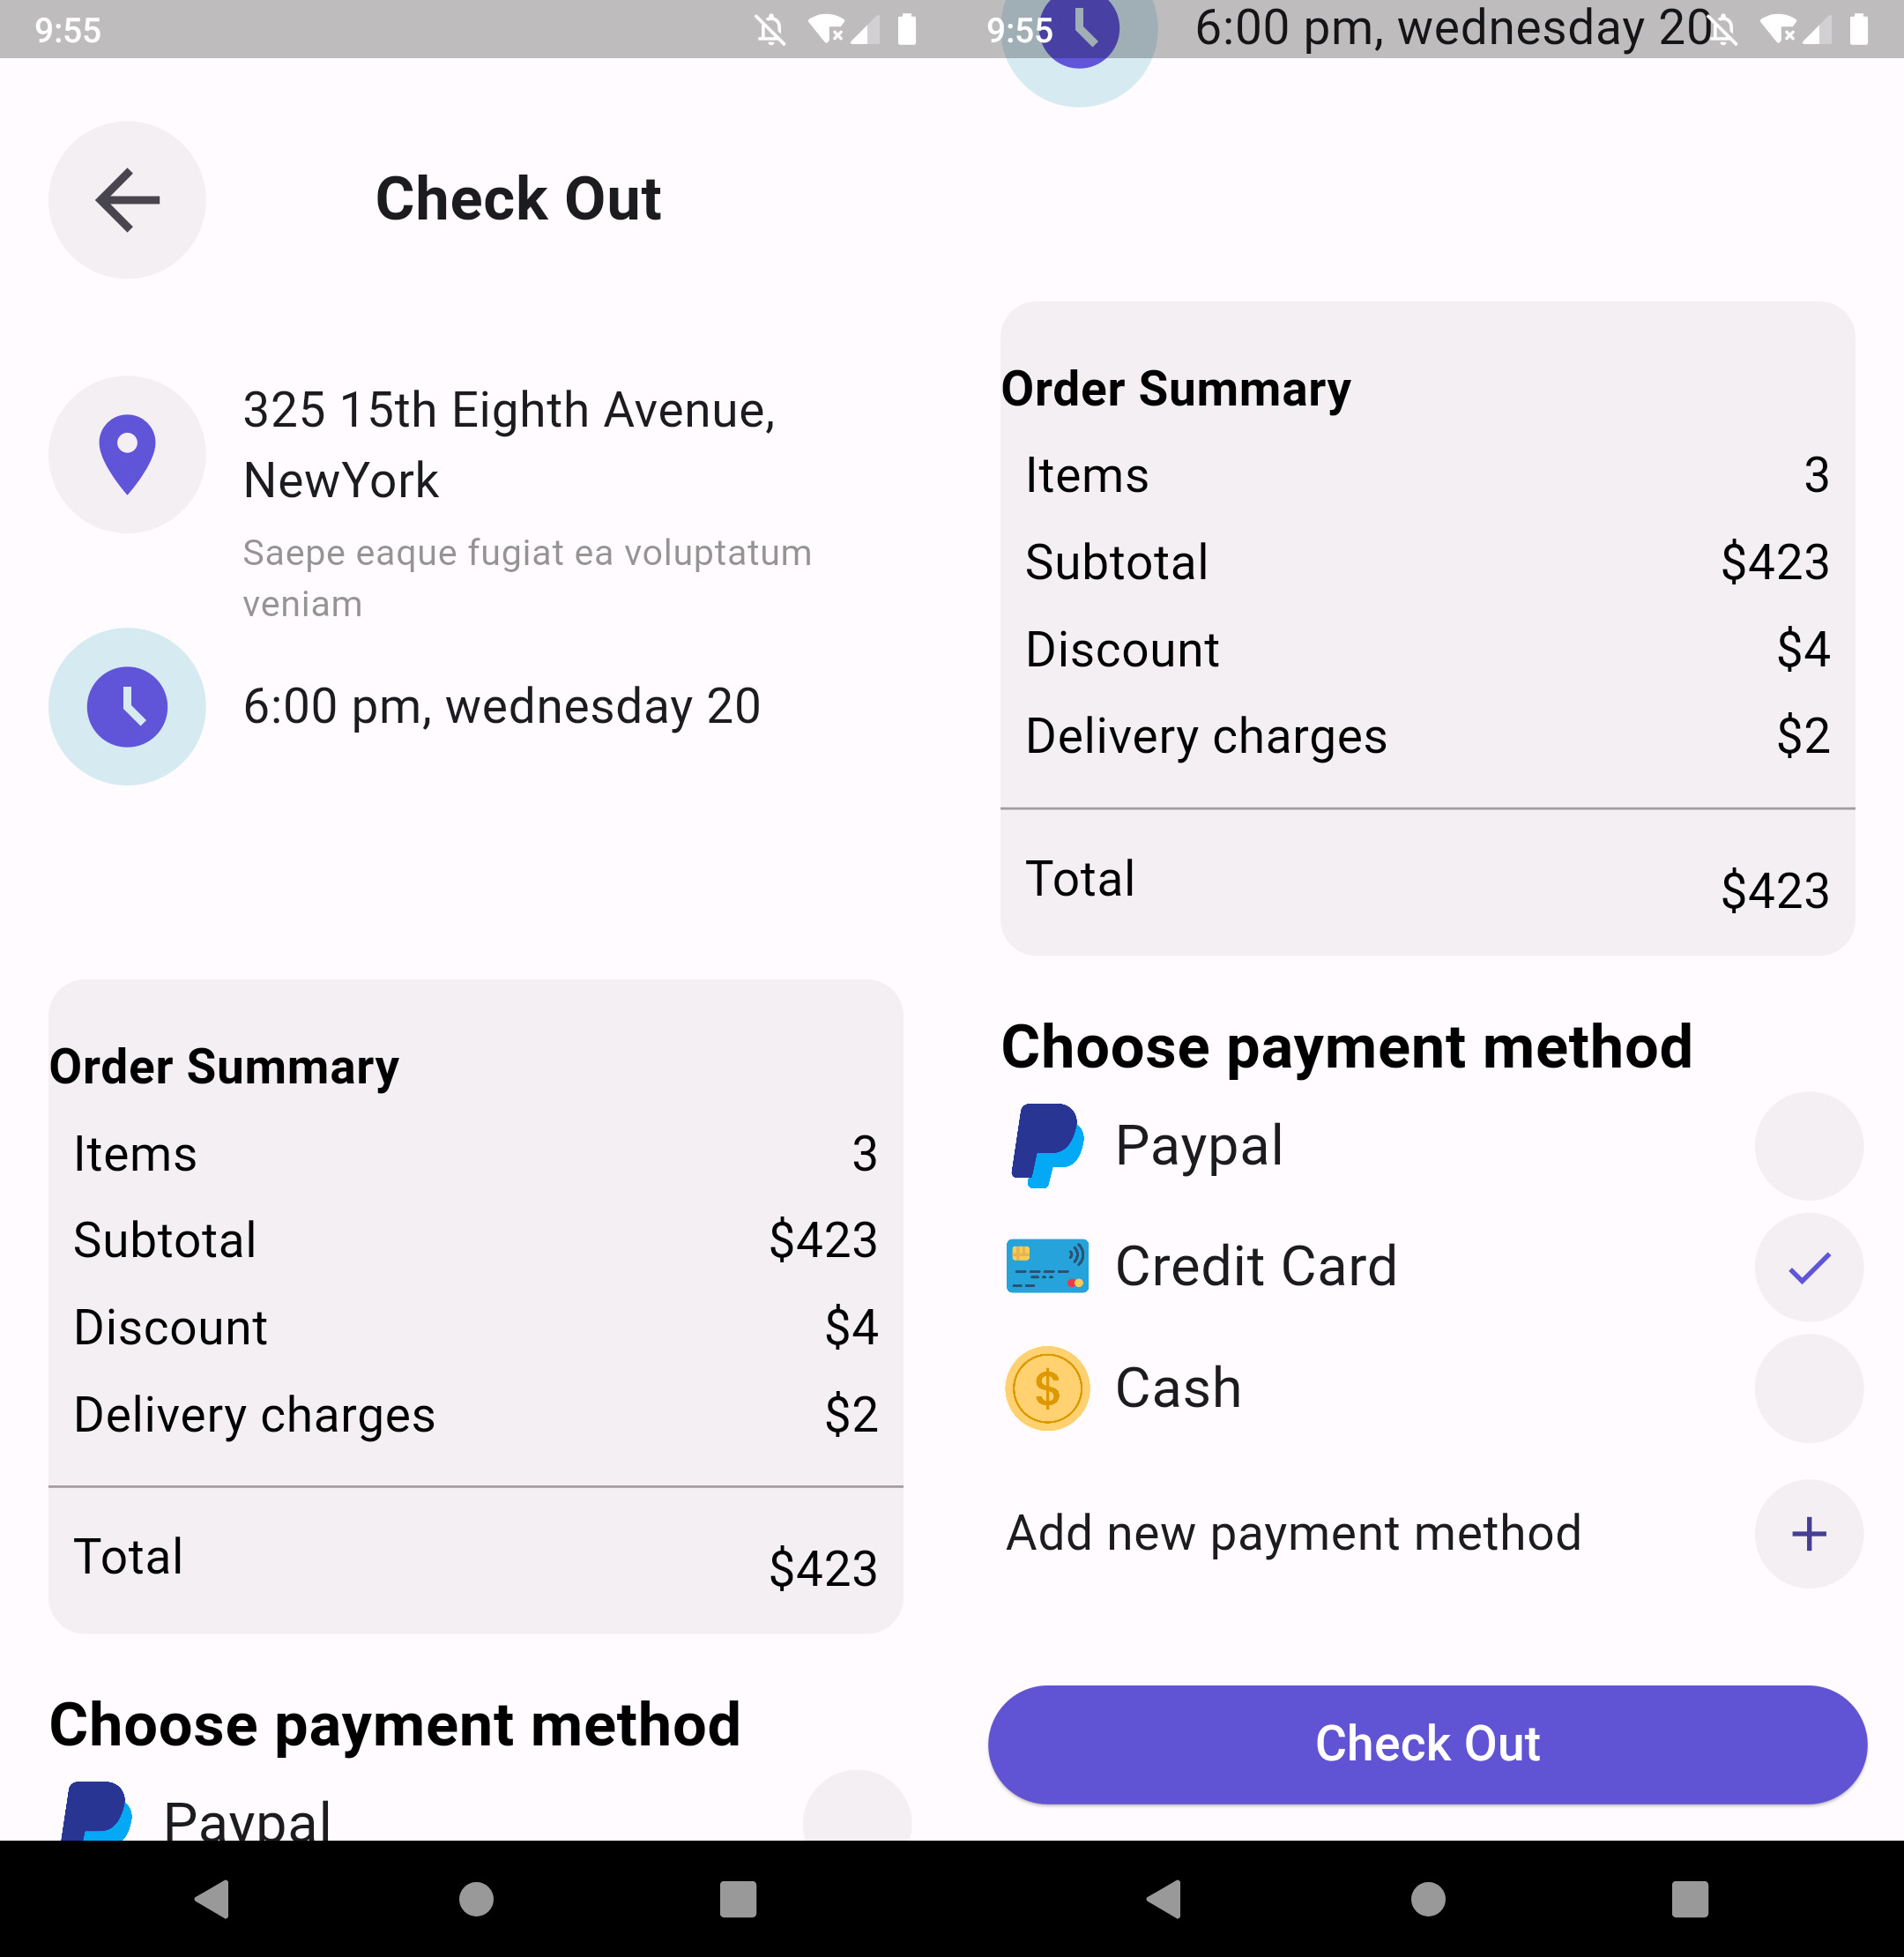 9:55
Check Out
325 15th Eighth Avenue,
NewYork
Saepe eaque fugiat ea voluptatum
veniam
6:00 pm, wednesday 20
Order Summary
Items 3
Subtotal $423
Discount $4
Delivery charges $2
Total $423
Choose payment method
Paypal
9:55 6:00 pm, wednesday 20
Order Summary
Items 3
Subtotal $423
Discount $4
Delivery charges $2
Total $423
Choose payment method
Paypal
Credit Card
$ Cash
Add new payment method
Check Out